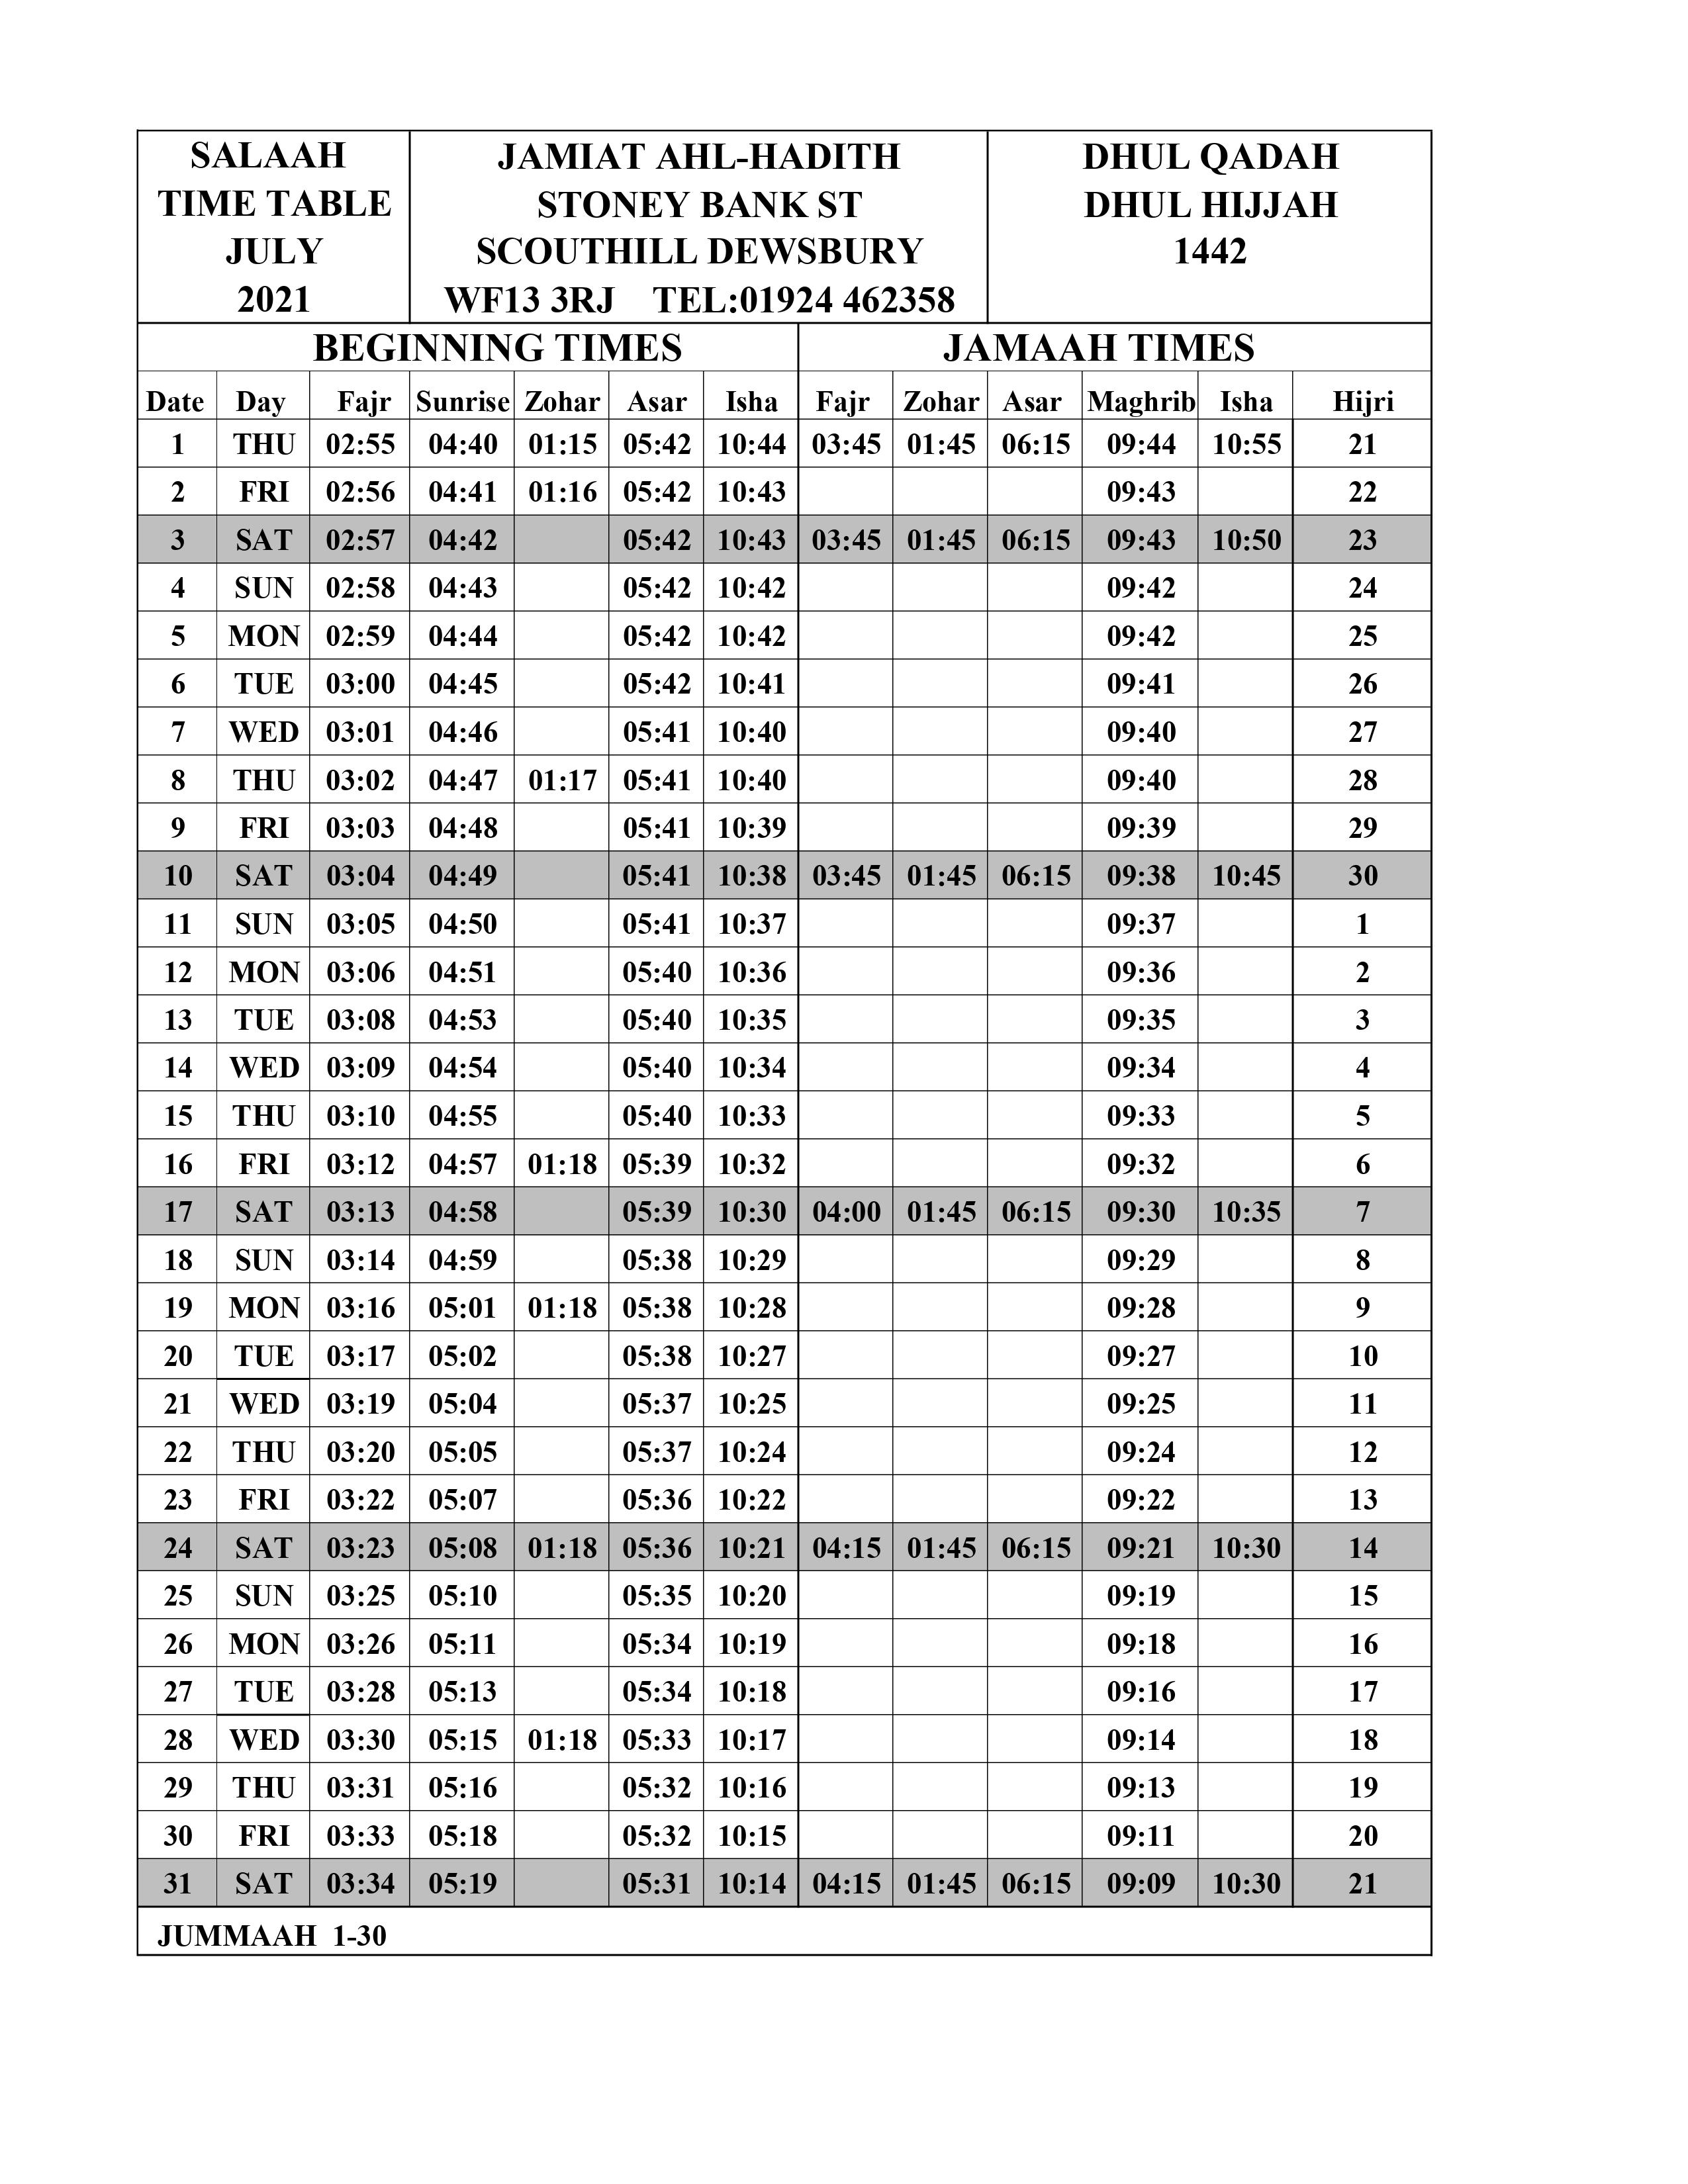 SALAAH
TIME TABLE
JULY
2021
JAMIAT AHL-HADITH
STONEY BANK ST
SCOUTHILL DEWSBURY
WF13 3RJ TEL:01924 462358
DHUL QADAH
DHUL HIJJAH
1442
BEGINNING TIMES JAMAAH TIMES
Date Day Fajr Sunrise Zohar Asar Isha Fajr Zohar Asar Maghrib Isha Hijri
1 THU 02:55 04:40 01:15 05:42 10:44 03:45 01:45 06:15 09:44 10:55 21
2 FRI 02:56 04:41 01:16 05:42 10:43 09:43 22
3 SAT 02:57 04:42 05:42 10:43 03:45 01:45 06:15 09:43 10:50 23
4 SUN 02:58 04:43 05:42 10:42 09:42 24
5 MON 02:59 04:44 05:42 10:42 09:42 25
6 TUE 03:00 04:45 05:42 10:41 09:41 26
7 WED 03:01 04:46 05:41 10:40 09:40 27
8 THU 03:02 04:47 01:17 05:41 10:40 09:40 28
9 FRI 03:03 04:48 05:41 10:39 09:39 29
10 SAT 03:04 04:49 05:41 10:38 03:45 01:45 06:15 09:38 10:45 30
11 SUN 03:05 04:50 05:41 10:37 09:37 1
12 MON 03:06 04:51 05:40 10:36 09:36 2
13 TUE 03:08 04:53 05:40 10:35 09:35 3
14 WED 03:09 04:54 05:40 10:34 09:34 4
15 THU 03:10 04:55 05:40 10:33 09:33 5
16 FRI 03:12 04:57 01:18 05:39 10:32 09:32 6
17 SAT 03:13 04:58 05:39 10:30 04:00 01:45 06:15 09:30 10:35 7
18 SUN 03:14 04:59 05:38 10:29 09:29 8
19 MON 03:16 05:01 01:18 05:38 10:28 09:28 9
20 TUE 03:17 05:02 05:38 10:27 09:27 10
21 WED 03:19 05:04 05:37 10:25 09:25 11
22 THU 03:20 05:05 05:37 10:24 09:24 12
23 FRI 03:22 05:07 05:36 10:22 09:22 13
24 SAT 03:23 05:08 01:18 05:36 10:21 04:15 01:45 06:15 09:21 10:30 14
25 SUN 03:25 05:10 05:35 10:20 09:19 15
26 MON 03:26 05:11 05:34 10:19 09:18 16
27 TUE 03:28 05:13 05:34 10:18 09:16 17
28 WED 03:30 05:15 01:18 05:33 10:17 09:14 18
29 THU 03:31 05:16 05:32 10:16 09:13 19
30 FRI 03:33 05:18 05:32 10:15 09:11 20
31 SAT 03:34 05:19 05:31 10:14 04:15 01:45 06:15 09:09 10:30 21
JUMMAAH 1-30